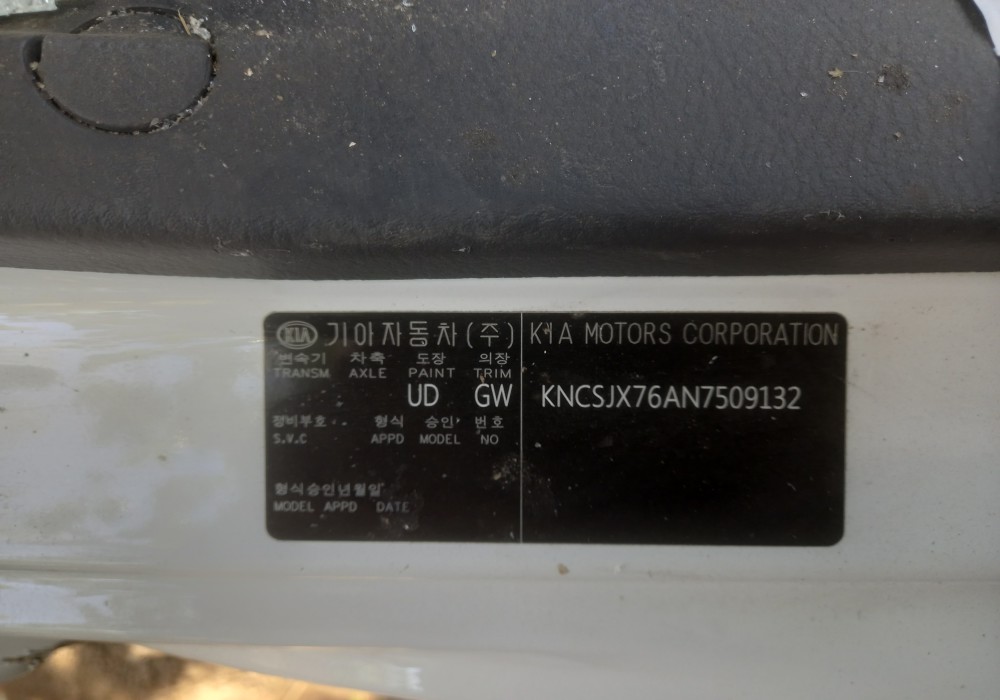 KIA 기아자동차(주) KIA MOTORS CORPORATION
변속기 차축 도장 의장
TRANSM AXLE PAINT TRIM
UD GW KNCSJX76AN7509132
정비부호 형식 승인 번호
S.V.C APPD MODEL NO
형식승인년월일
MODEL APPD DATE